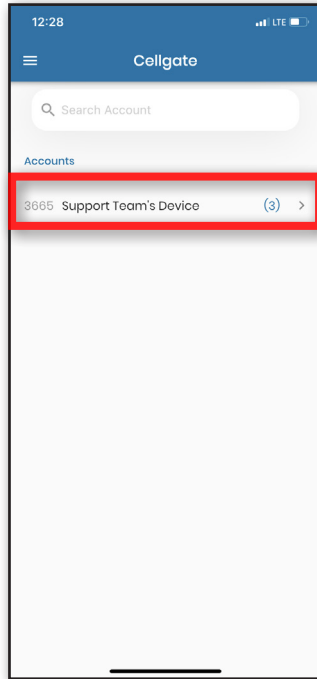 12:28 LTE
Cellgate
Search Account
Accounts
3665 Support Team's Device (3)